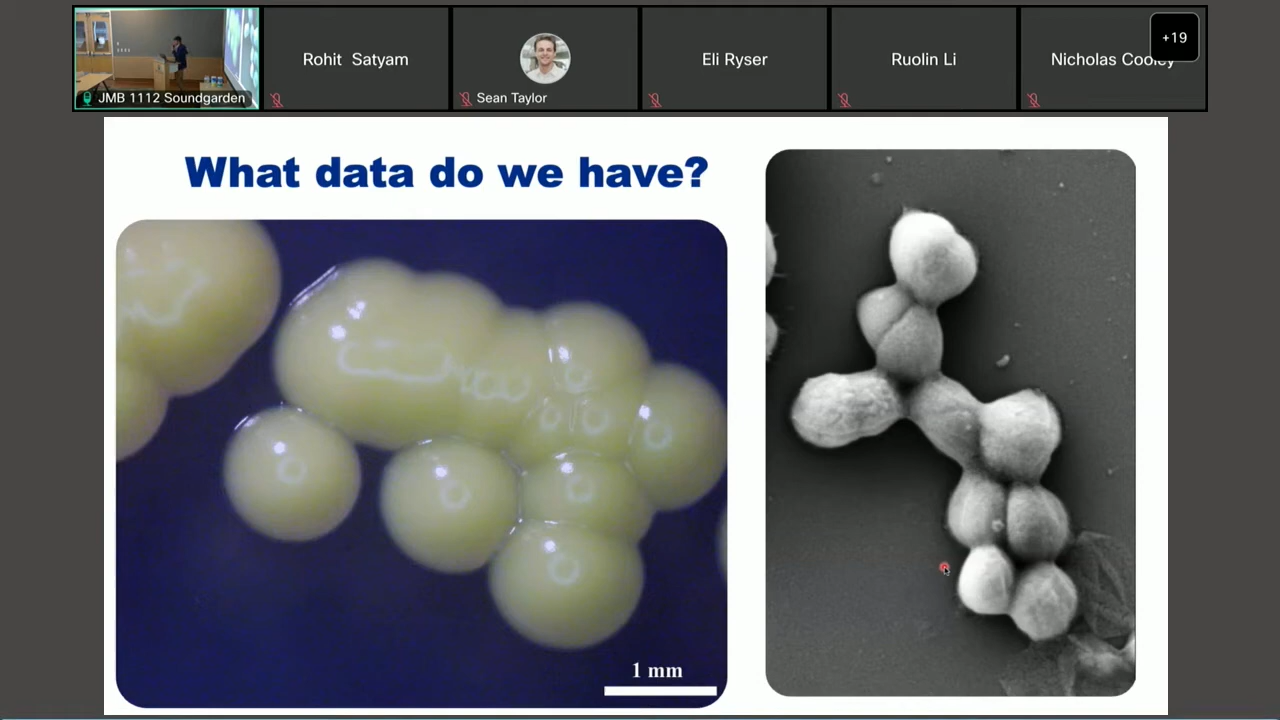 Rohit Satyam
Eli Ryser
Ruolin Li
Nicholas Cooley
+19
JMB 1112 Soundgarden
Sean Taylor
What data do we have?
1 mm